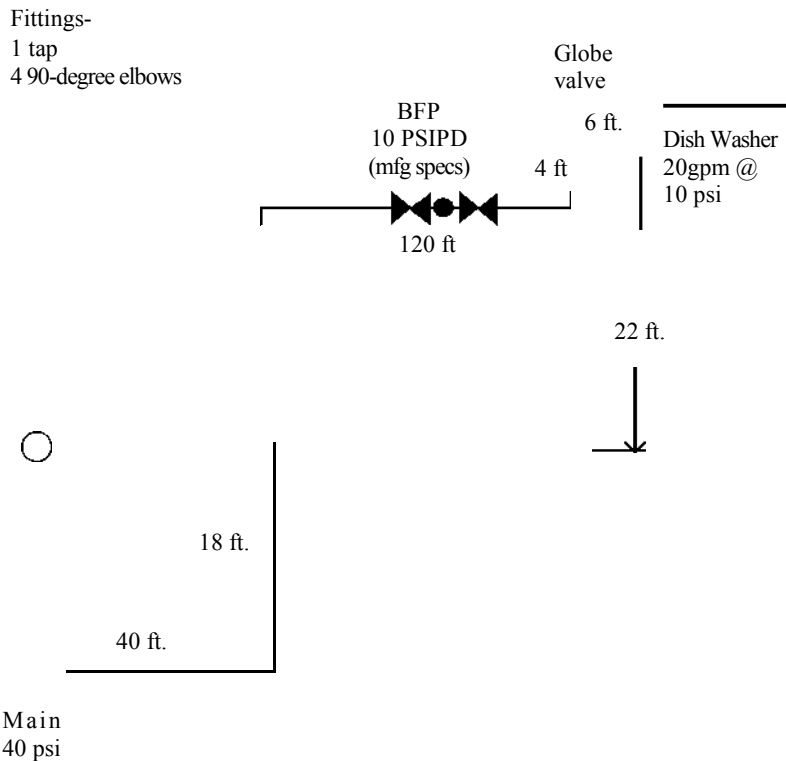 Fittings-
1 tap
4 90-degree elbows
Globe
valve
BFP
10 PSIPD
(mfg specs)
6 ft.
4 ft
Dish Washer
20gpm @
10 psi
120 ft
22 ft.
18 ft.
40 ft.
Main
40 psi